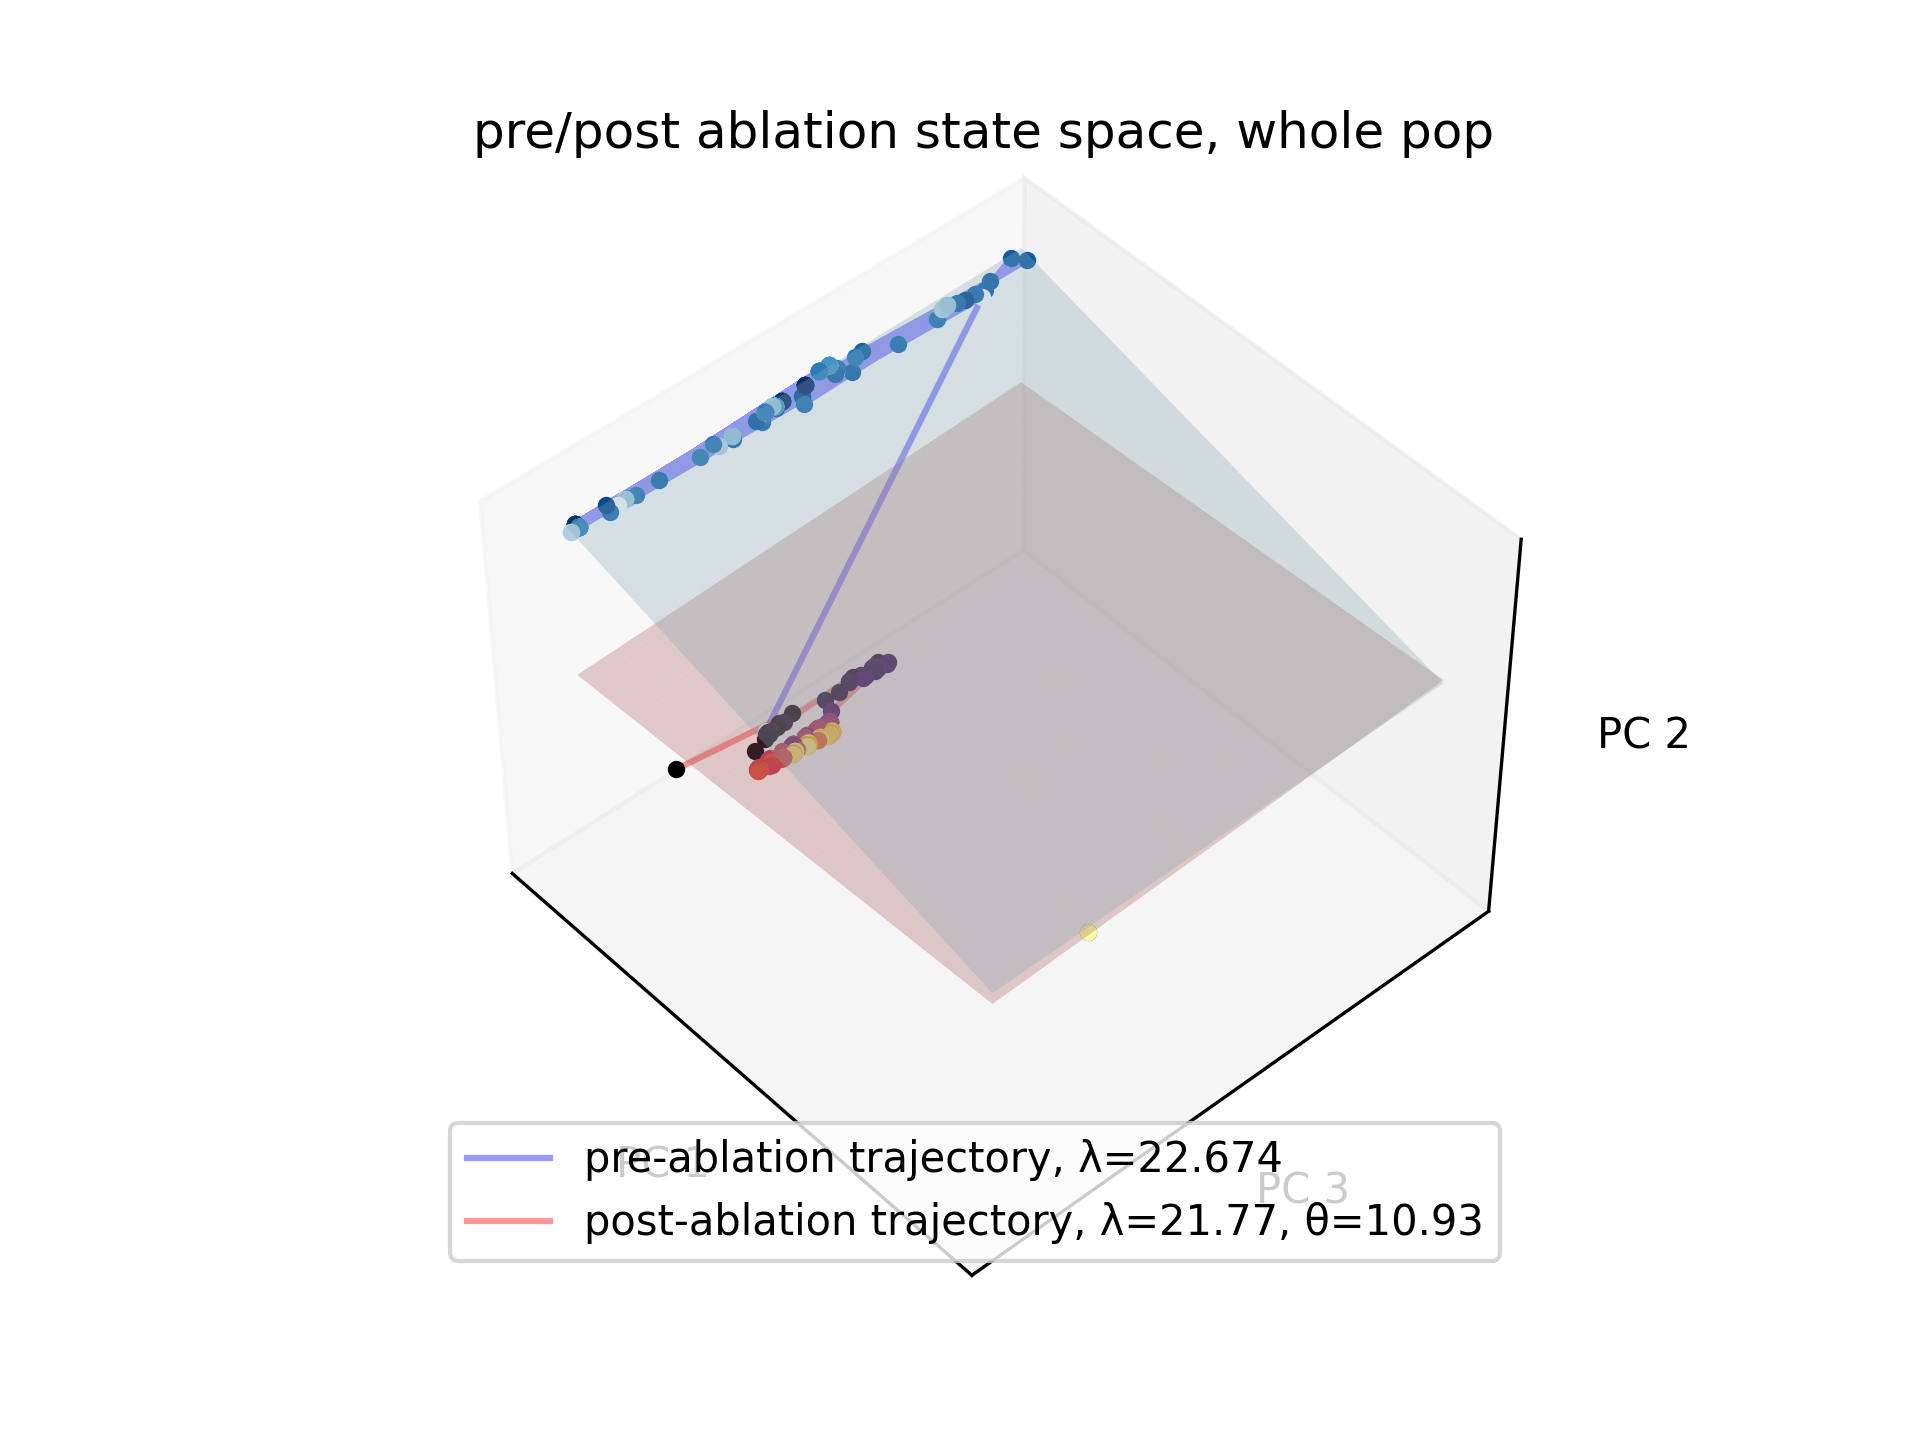 pre/post ablation state space, whole pop
PC 2
PC 1
pre-ablation trajectory, λ=22.674
PC 3
post-ablation trajectory, λ=21.77, θ=10.93